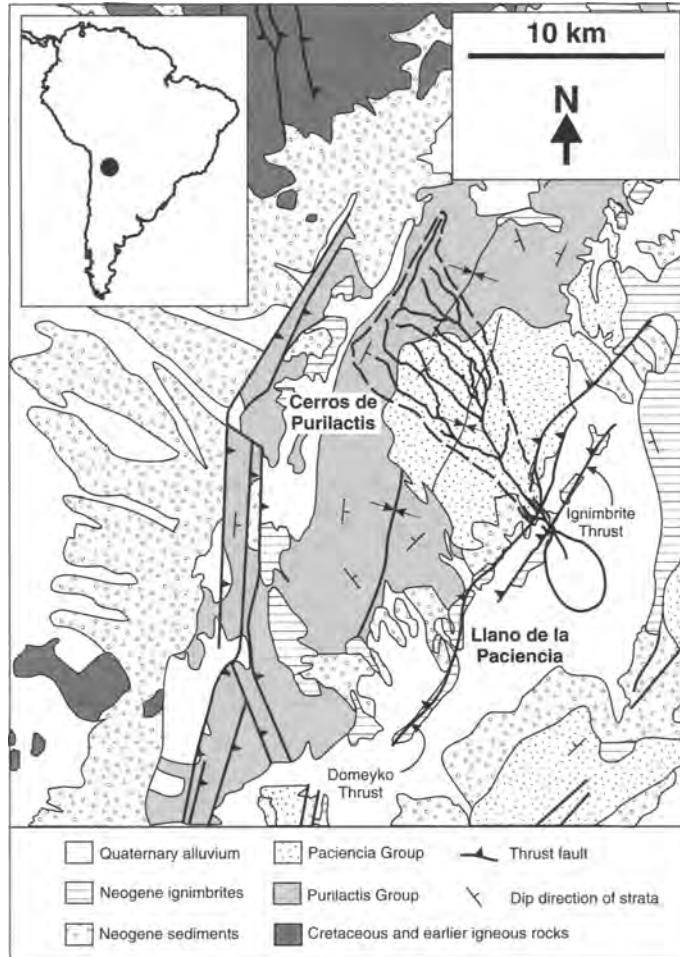 10 km
N
Cerros de
Purilactis
Ignimbrite
Thrust
Llano de la
Paciencia
Domeyko
Thrust
Quaternary alluvium
Paciencia Group
Thrust fault
Neogene ignimbrites
Purilactis Group
Dip direction of strata
Neogene sediments
Cretaceous and earlier igneous rocks